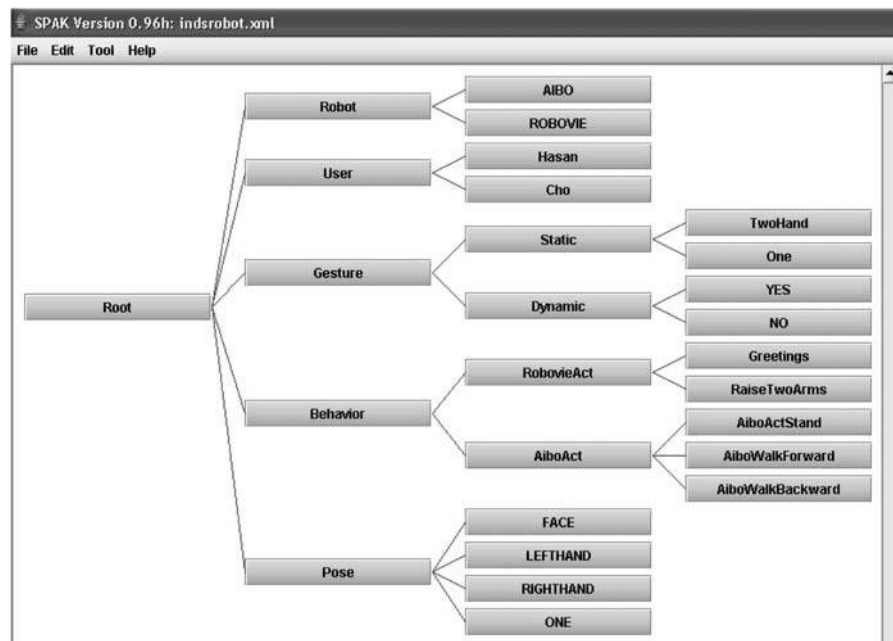 SPAK Version 0.96h: indsrobot.xml
File Edit Tool Help
Root
Robot
AIBO
ROBOVIE
User
Hasan
Cho
Gesture
Static
TwoHand
One
Dynamic
YES
NO
Behavior
RobovieAct
Greetings
RaiseTwoArms
AiboAct
AiboActStand
AiboWalkForward
AiboWalkBackward
Pose
FACE
LEFTHAND
RIGHTHAND
ONE